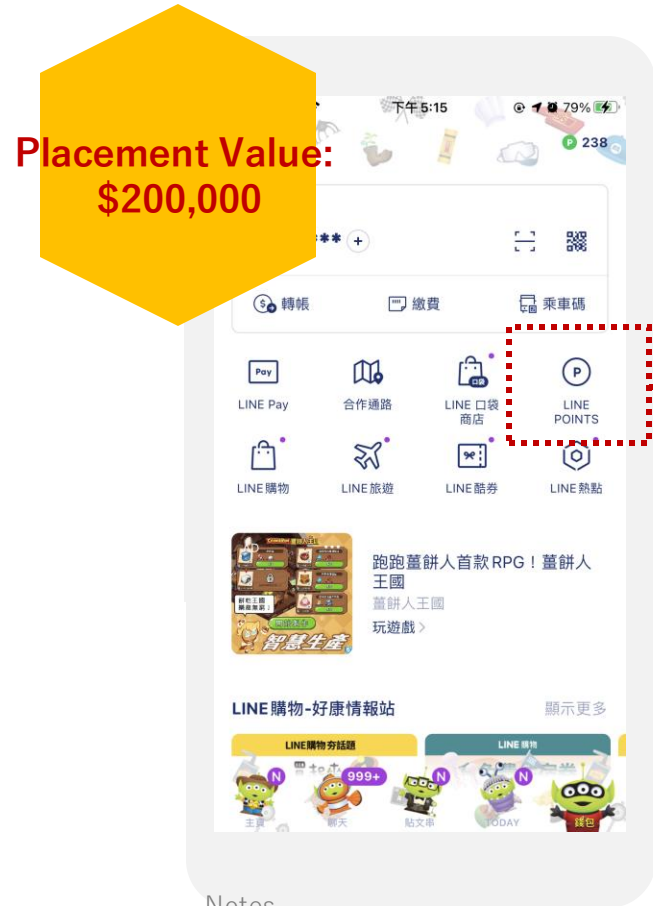 Placement Value:
$200,000
下午5:15
79%
P 238
** +
轉帳
繳費
乘車碼
Pay
口袋
P
LINE Pay
合作通路
LINE 口袋
商店
LINE
POINTS
LINE購物
LINE旅遊
LINE酷券
LINE熱點
跑跑薑餅人首款RPG！薑餅人
王國
薑餅人王國
玩遊戲
智慧生產
LINE購物-好康情報站
顯示更多
LINE購物夯話題
LINE 購物
N
999+
N
N
主頁
聊天
貼文串
TODAY
錢包
Notes